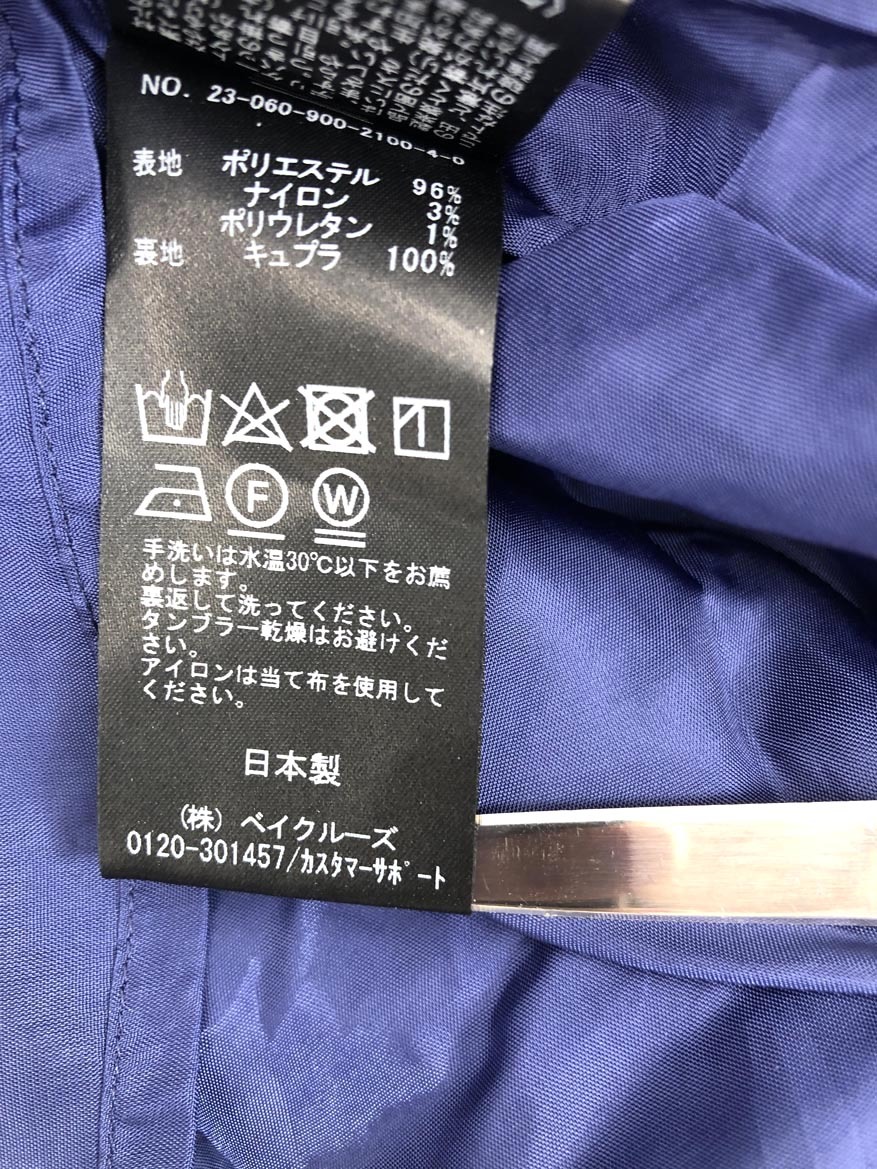 NO. 23-060-900-2100-4-0
表地 ポリエステル 96%
ナイロン 3%
ポリウレタン 1%
裏地 キュプラ 100%
F W
手洗いは水温30℃以下をお薦
めします。
裏返して洗ってください。
タンブラー乾燥はお避けくだ
さい。
アイロンは当て布を使用して
ください。
日本製
(株) ベイクルーズ
0120-301457/カスタマーサポート